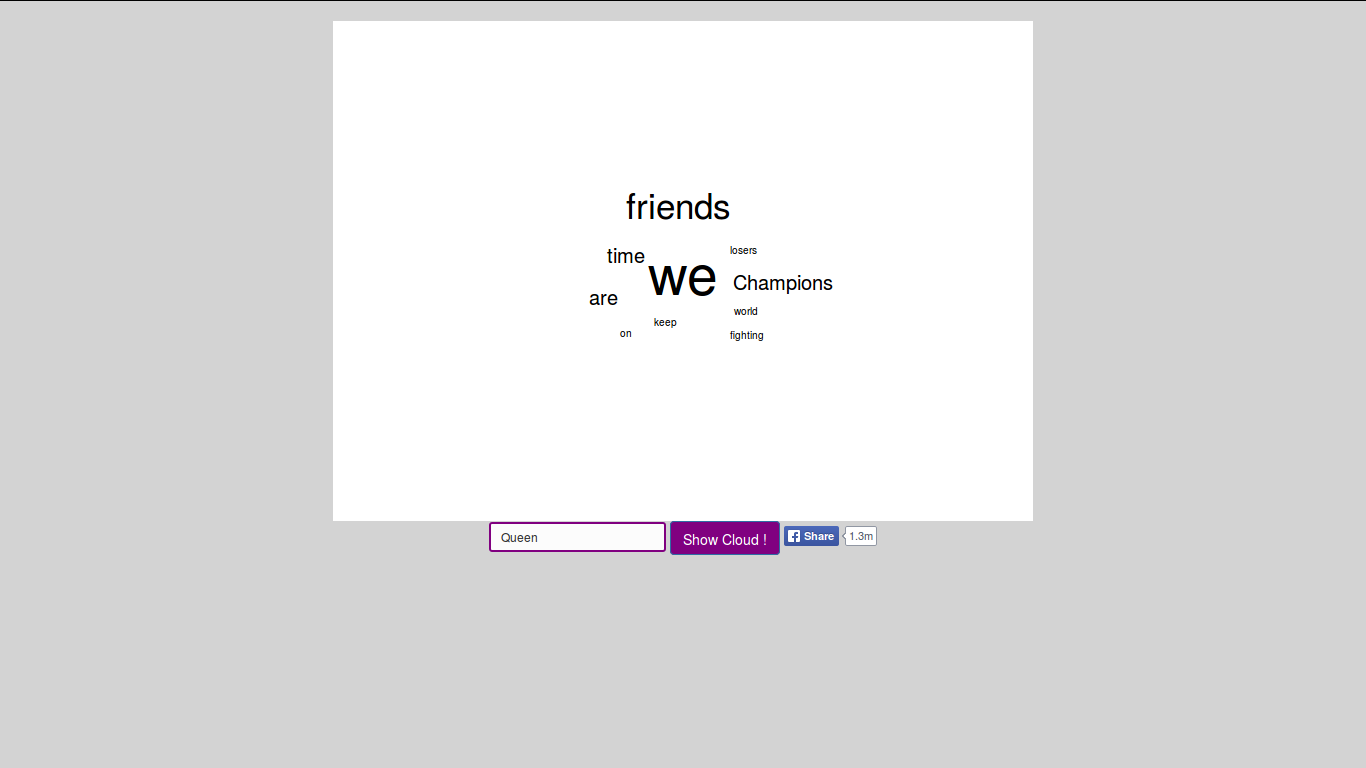 friends
time
losers
we
Champions
are
world
keep
on
fighting
Queen
Show Cloud !
Share
1.3m